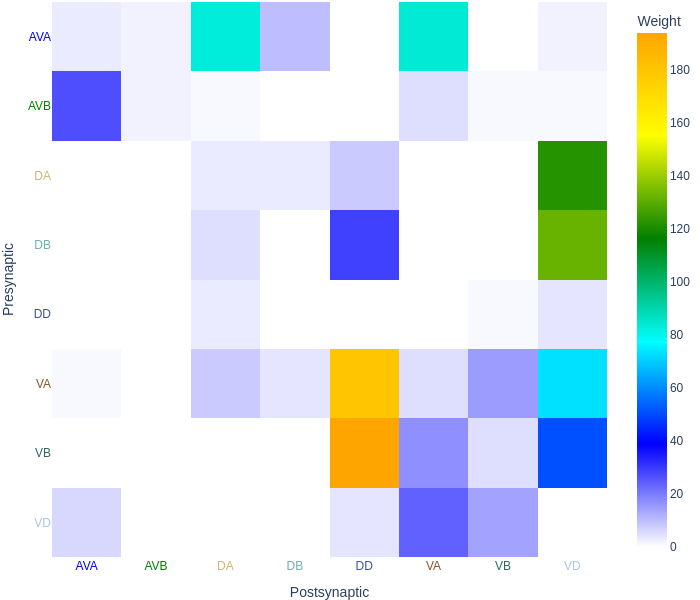 Weight
AVA
AVB
DA
DB
DD
VA
VB
VD
Presynaptic
AVA
AVB
DA
DB
DD
VA
VB
VD
Postsynaptic
180
160
140
120
100
80
60
40
20
0